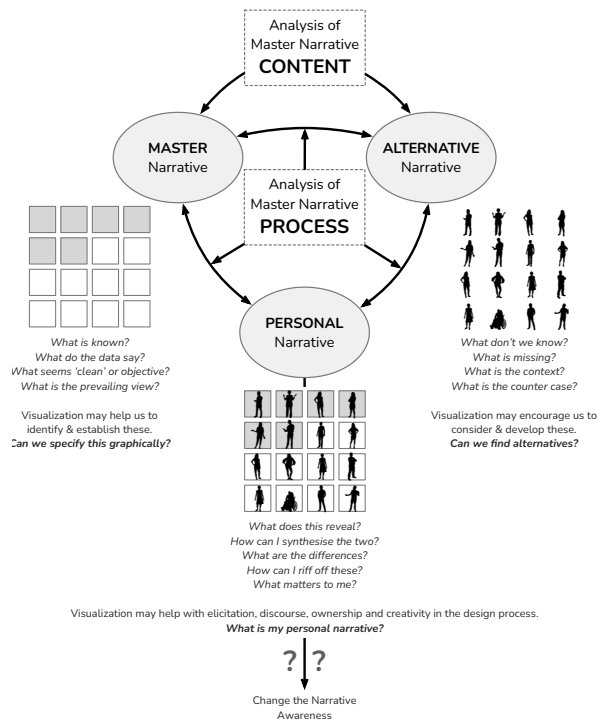 Analysis of
Master Narrative
CONTENT
MASTER
Narrative
ALTERNATIVE
Narrative
Analysis of
Master Narrative
PROCESS
PERSONAL
Narrative
What is known?
What do the data say?
What seems ‘clean’ or objective?
What is the prevailing view?
Visualization may help us to
identify & establish these.
Can we specify this graphically?
What don’t we know?
What is missing?
What is the context?
What is the counter case?
Visualization may encourage us to
consider & develop these.
Can we find alternatives?
What does this reveal?
How can I synthesise the two?
What are the differences?
How can I riff off these?
What matters to me?
Visualization may help with elicitation, discourse, ownership and creativity in the design process.
What is my personal narrative?
? ?
Change the Narrative
Awareness